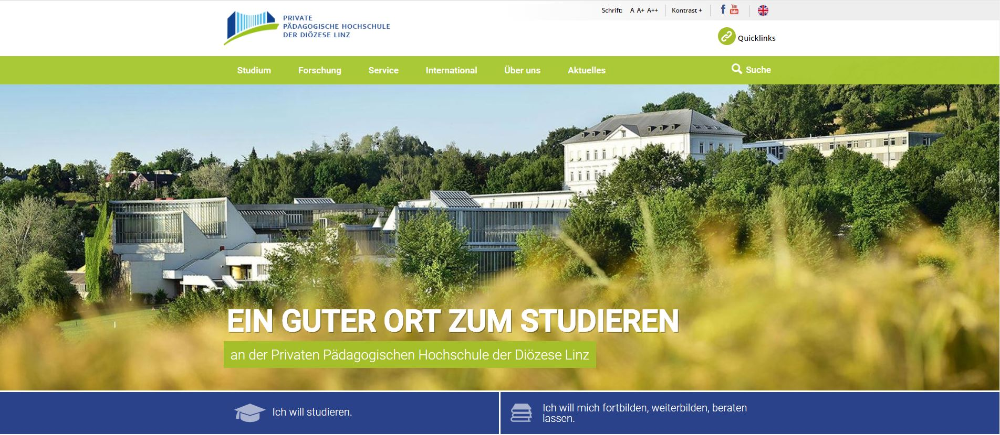 PRIVATE
PÄDAGOGISCHE HOCHSCHULE
DER DIÖZESE LINZ
Schrift: A A+ A++ Kontrast +
f You Tube
Quicklinks
Studium Forschung Service International Über uns Aktuelles Suche
EIN GUTER ORT ZUM STUDIEREN
an der Privaten Pädagogischen Hochschule der Diözese Linz
Ich will studieren.
Ich will mich fortbilden, weiterbilden, beraten
lassen.